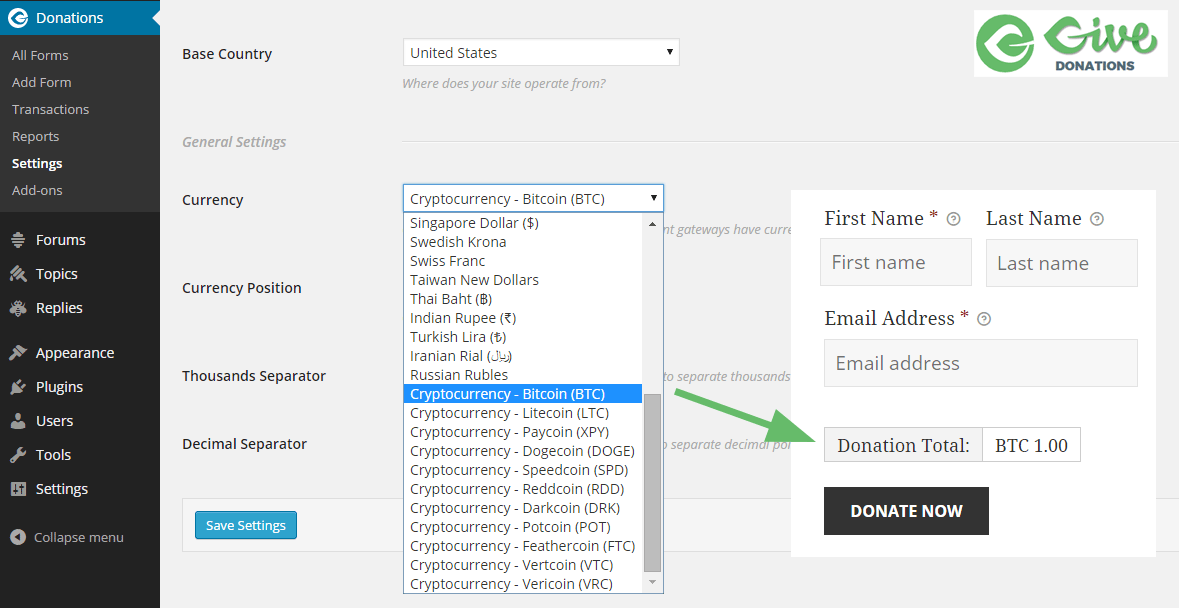 Donations
All Forms
Add Form
Transactions
Reports
Settings
Add-ons
Forums
Topics
Replies
Appearance
Plugins
Users
Tools
Settings
Collapse menu
Base Country
United States
Where does your site operate from?
General Settings
Currency
Cryptocurrency - Bitcoin (BTC)
Singapore Dollar ($)
Swedish Krona
Swiss Franc
Taiwan New Dollars
Thai Baht (฿)
Indian Rupee (₹)
Turkish Lira (₺)
Iranian Rial (﷼)
Russian Rubles
Cryptocurrency - Bitcoin (BTC)
Cryptocurrency - Litecoin (LTC)
Cryptocurrency - Paycoin (XPY)
Cryptocurrency - Dogecoin (DOGE)
Cryptocurrency - Speedcoin (SPD)
Cryptocurrency - Reddcoin (RDD)
Cryptocurrency - Darkcoin (DRK)
Cryptocurrency - Potcoin (POT)
Cryptocurrency - Feathercoin (FTC)
Cryptocurrency - Vertcoin (VTC)
Cryptocurrency - Vericoin (VRC)
nt gateways have curre
Currency Position
Thousands Separator
to separate thousands
Decimal Separator
o separate decimal poi
Save Settings
Give
DONATIONS
First Name * ?
Last Name ?
First name
Last name
Email Address * ?
Email address
Donation Total: BTC 1.00
DONATE NOW